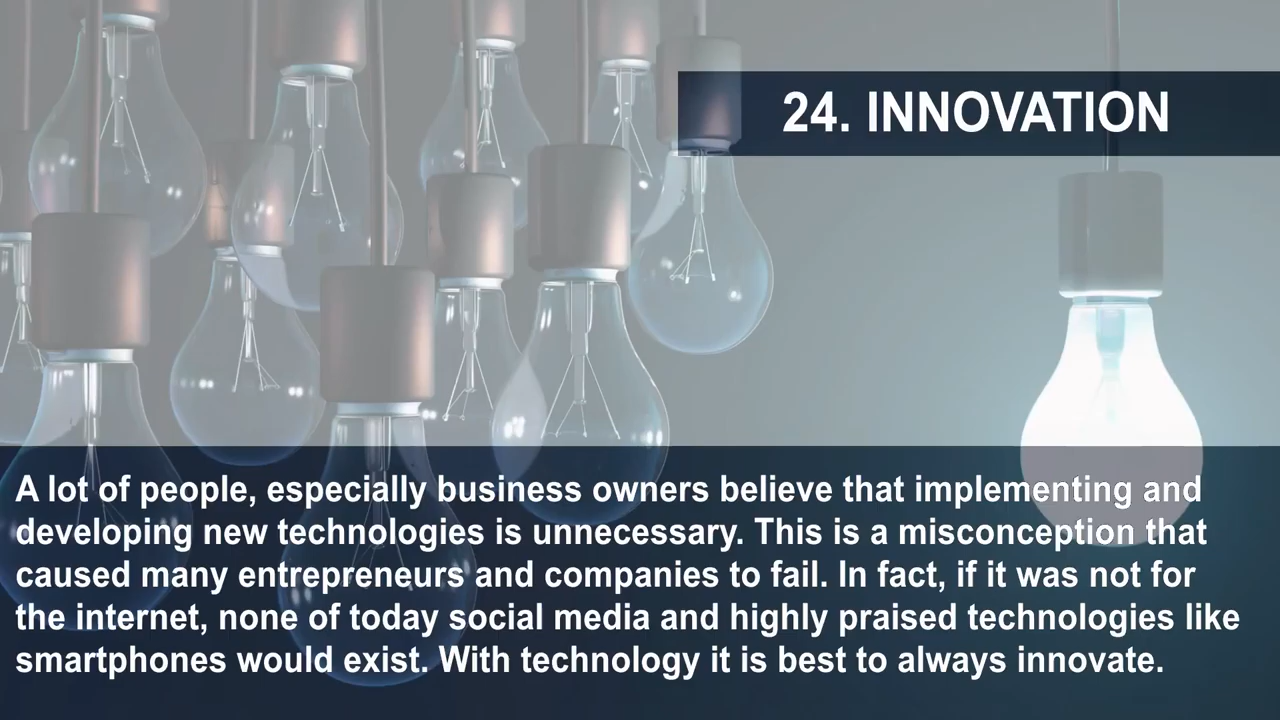 24. INNOVATION
A lot of people, especially business owners believe that implementing and
developing new technologies is unnecessary. This is a misconception that
caused many entrepreneurs and companies to fail. In fact, if it was not for
the internet, none of today social media and highly praised technologies like
smartphones would exist. With technology it is best to always innovate.